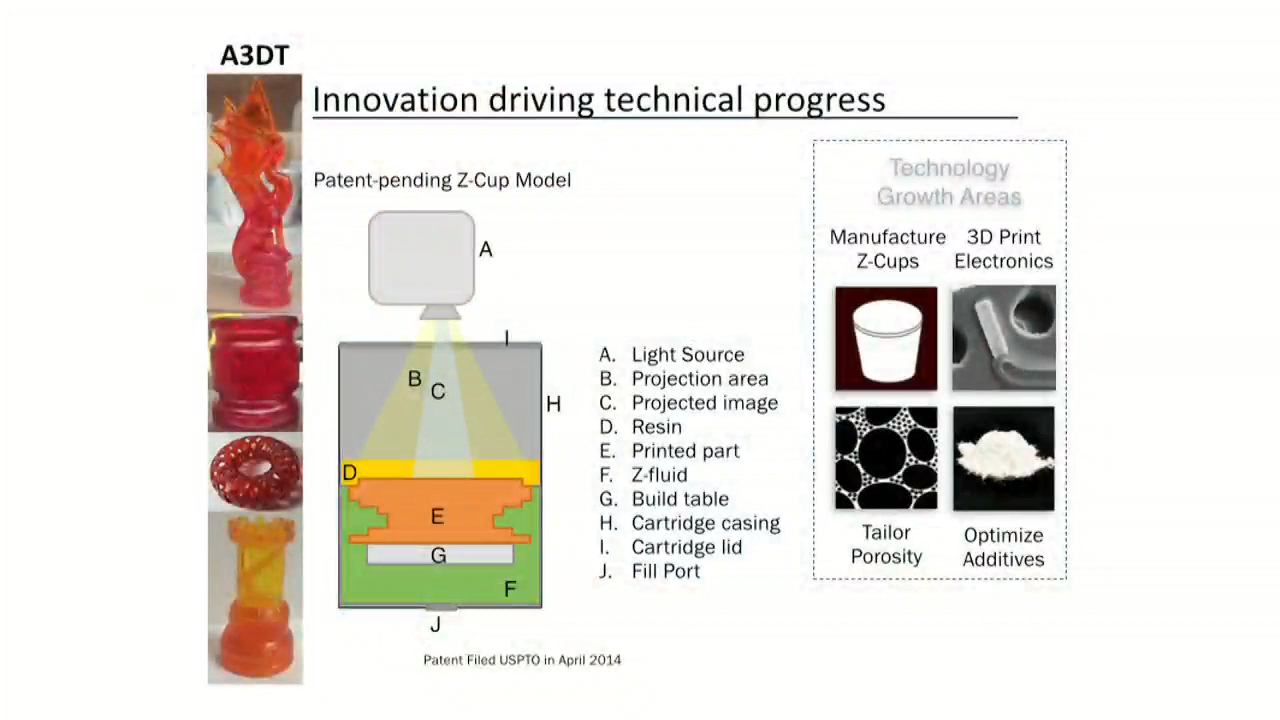 A3DT
Innovation driving technical progress
Patent-pending Z-Cup Model
A
I
B
C
H
D
E
G
F
J
A. Light Source
B. Projection area
C. Projected image
D. Resin
E. Printed part
F. Z-fluid
G. Build table
H. Cartridge casing
I. Cartridge lid
J. Fill Port
Patent Filed USPTO in April 2014
Technology
Growth Areas
Manufacture
Z-Cups
3D Print
Electronics
Tailor
Porosity
Optimize
Additives